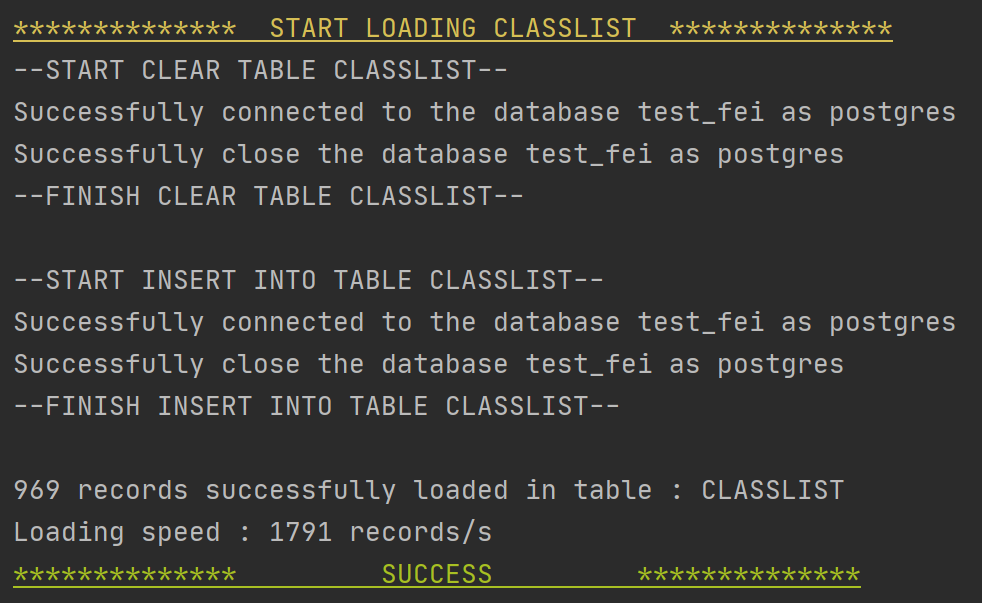 **************  START LOADING CLASSLIST  **************
--START CLEAR TABLE CLASSLIST--
Successfully connected to the database test_fei as postgres
Successfully close the database test_fei as postgres
--FINISH CLEAR TABLE CLASSLIST--
--START INSERT INTO TABLE CLASSLIST--
Successfully connected to the database test_fei as postgres
Successfully close the database test_fei as postgres
--FINISH INSERT INTO TABLE CLASSLIST--
969 records successfully loaded in table : CLASSLIST
Loading speed : 1791 records/s
**************         SUCCESS         **************